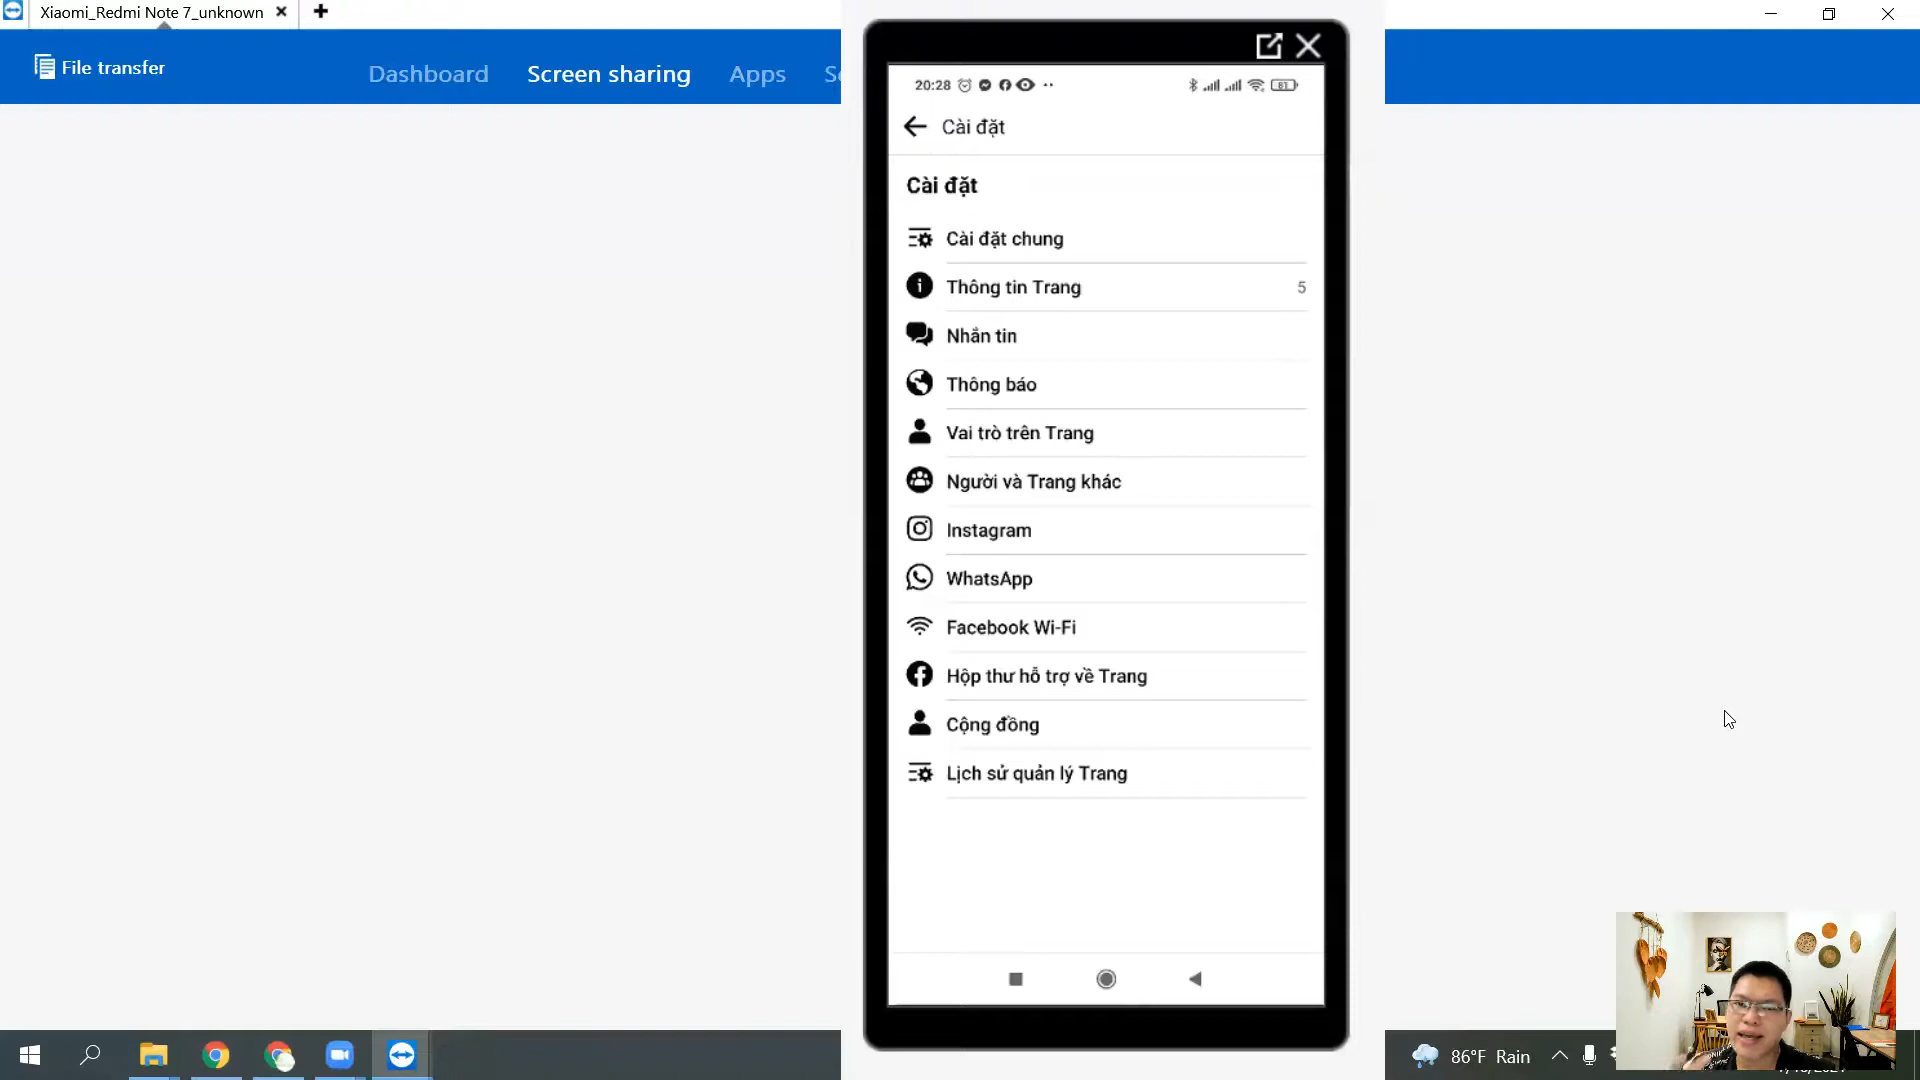 Xiaomi_Redmi Note 7_unknown
File transfer
Dashboard
Screen sharing
Apps
20:28
81
Cài đặt
Cài đặt
Cài đặt chung
Thông tin Trang
5
Nhắn tin
Thông báo
Vai trò trên Trang
Người và Trang khác
Instagram
WhatsApp
Facebook Wi-Fi
Hộp thư hỗ trợ về Trang
Cộng đồng
Lịch sử quản lý Trang
86°F Rain